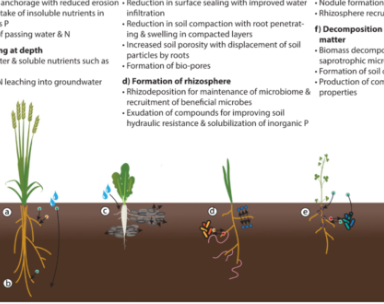 anchorage with reduced erosion
take of insoluble nutrients in
s P
of passing water & N
ng at depth
ter & soluble nutrients such as
N leaching into groundwater
• Reduction in surface sealing with improved water
infiltration
• Reduction in soil compaction with root penetrat-
ing & swelling in compacted layers
• Increased soil porosity with displacement of soil
particles by roots
• Formation of bio-pores
d) Formation of rhizosphere
• Rhizodeposition for maintenance of microbiome &
recruitment of beneficial microbes
• Exudation of compounds for improving soil
hydraulic resistance & solubilization of inorganic P
• Nodule formation
• Rhizosphere recru
f) Decomposition
matter
• Biomass decompo
saprotrophic micro
• Formation of soil o
• Production of com
properties
a
c
d
e
b